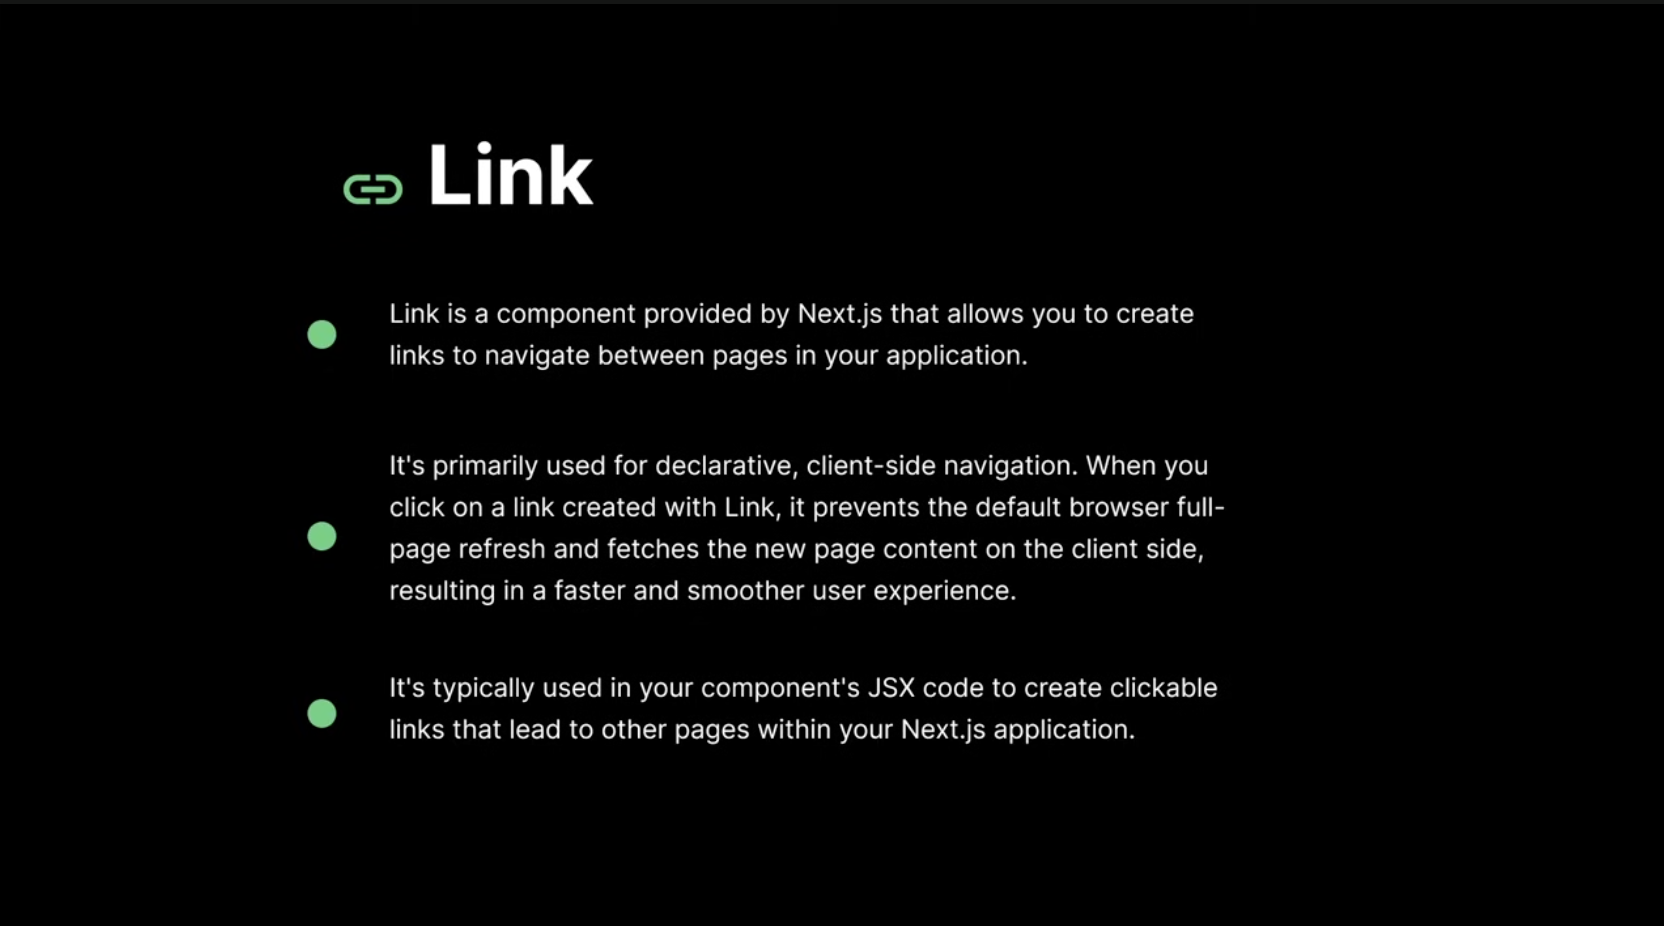 Link
Link is a component provided by Next.js that allows you to create
links to navigate between pages in your application.
It's primarily used for declarative, client-side navigation. When you
click on a link created with Link, it prevents the default browser full-
page refresh and fetches the new page content on the client side,
resulting in a faster and smoother user experience.
It's typically used in your component's JSX code to create clickable
links that lead to other pages within your Next.js application.